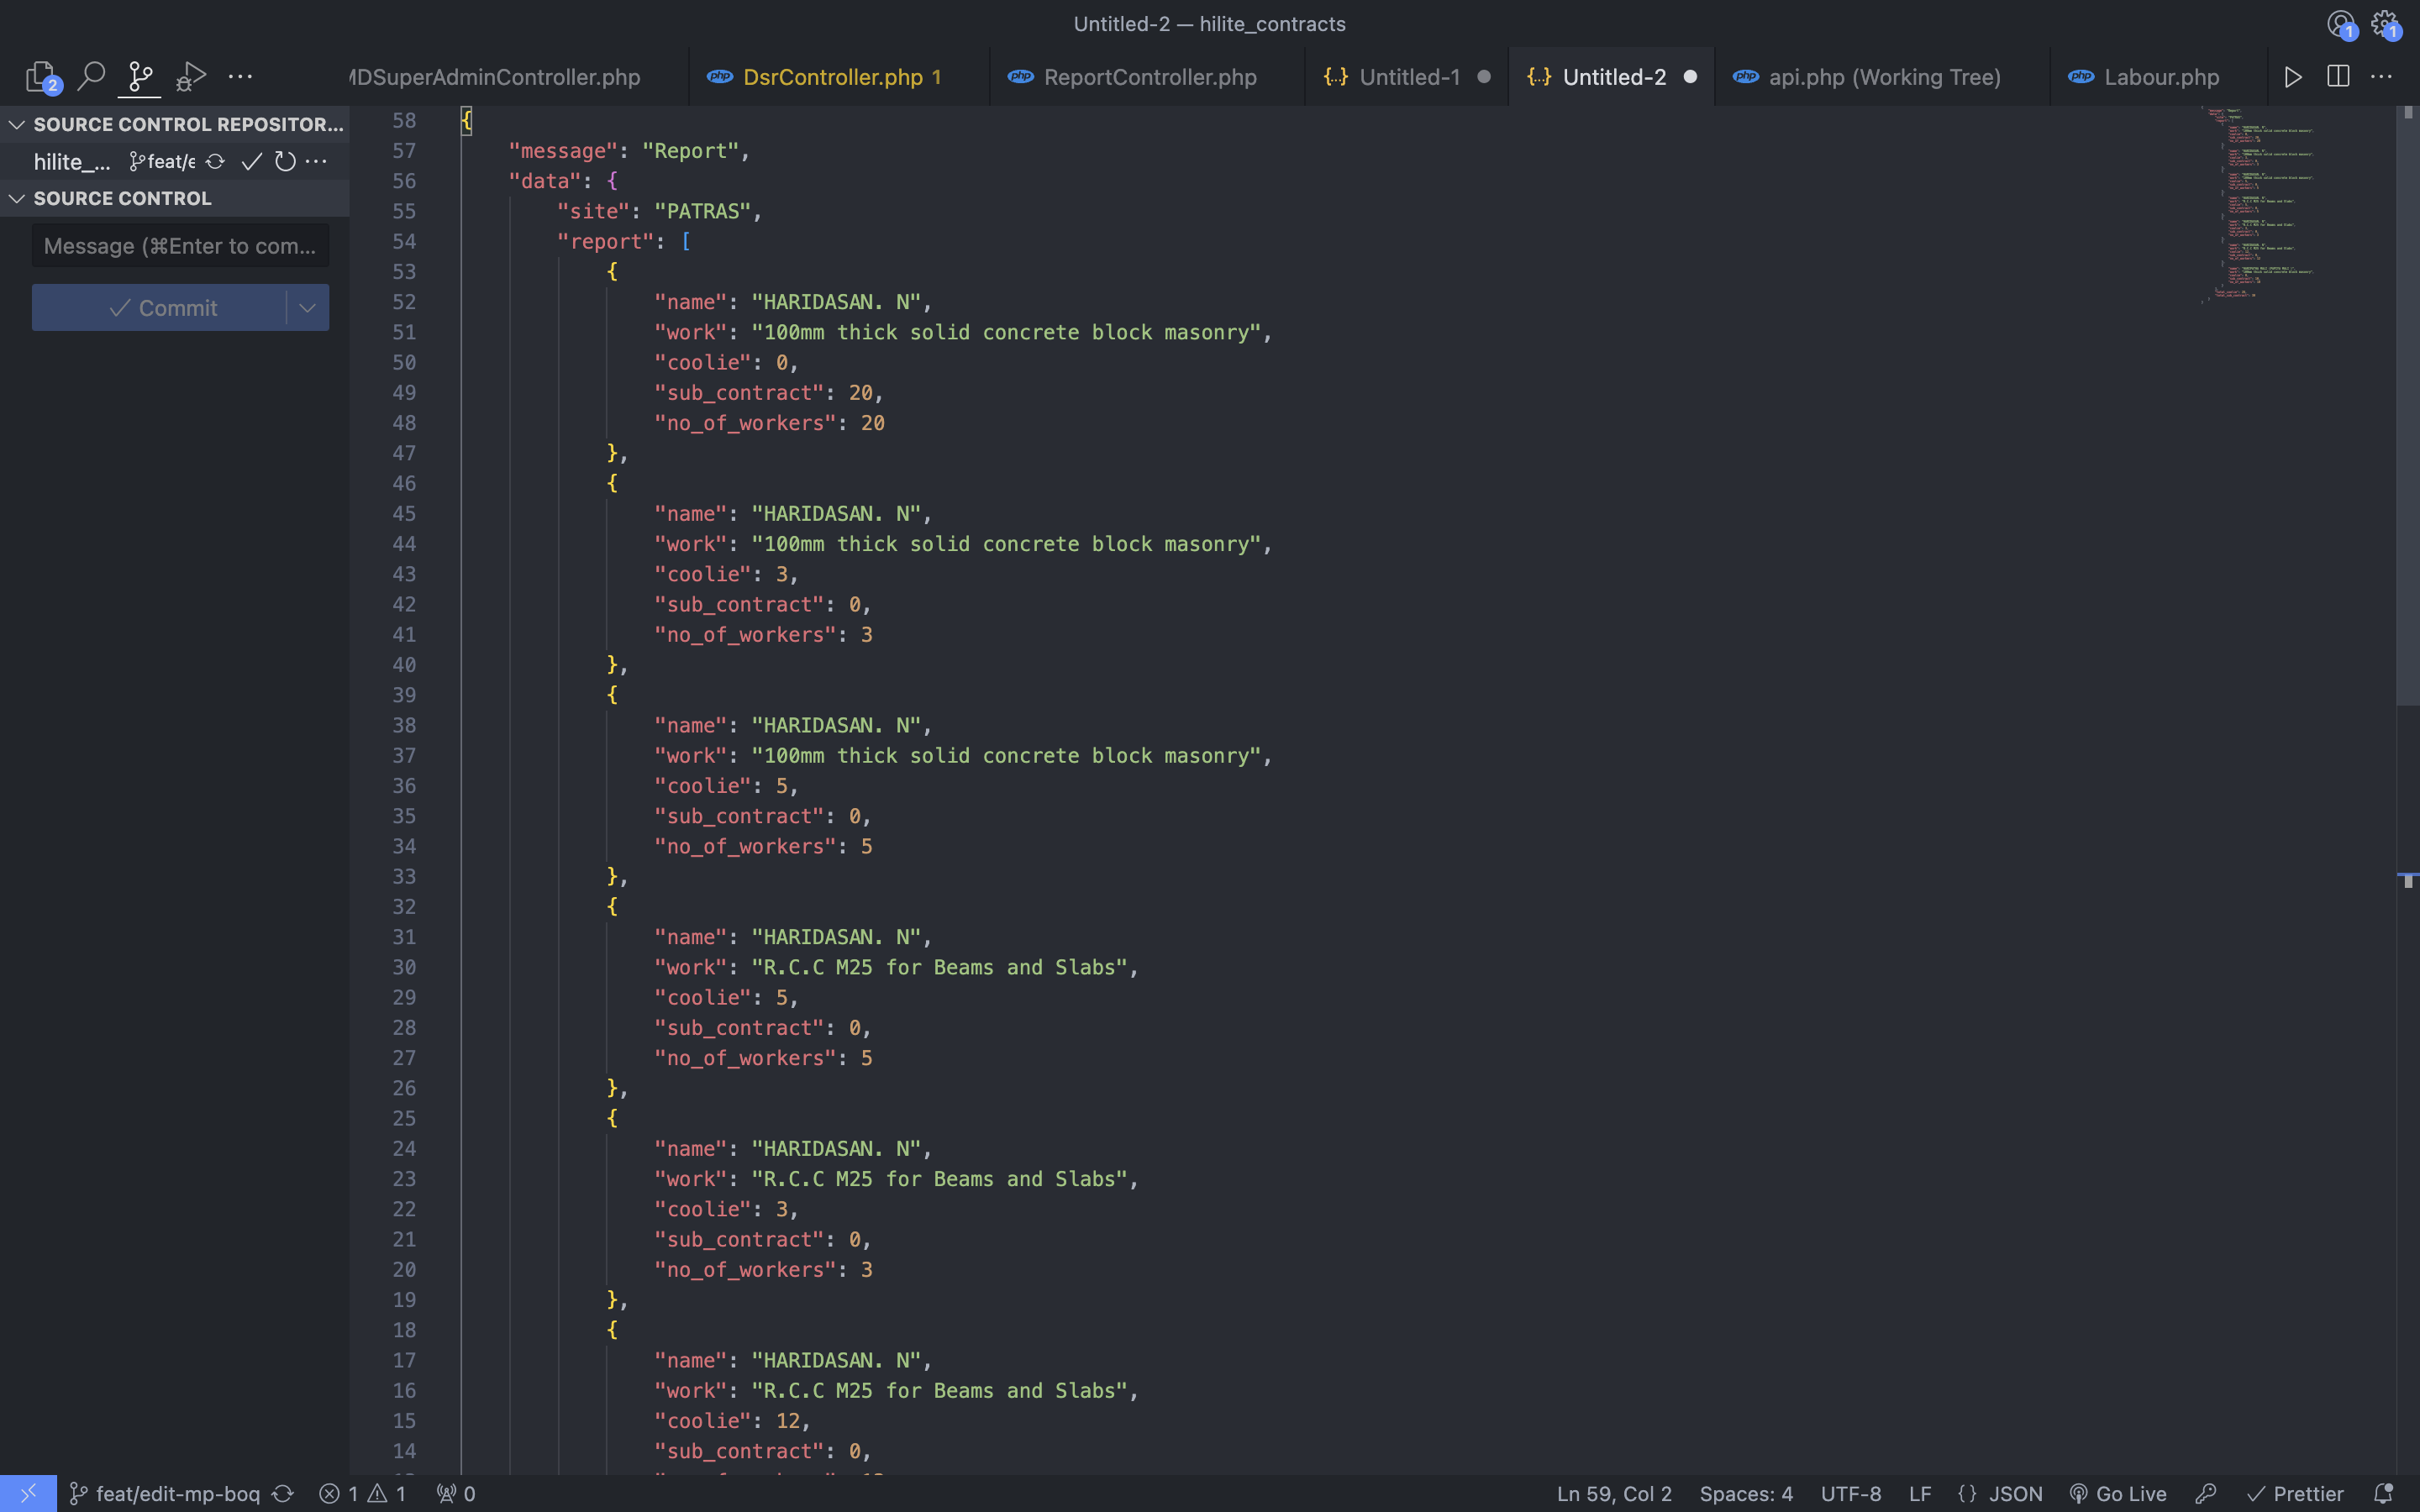 Untitled-2 — hilite_contracts
1
1
2
MDSuperAdminController.php
php DsrController.php 1
php ReportController.php
{..} Untitled-1
{..} Untitled-2
php api.php (Working Tree)
php Labour.php
SOURCE CONTROL REPOSITOR...
hilite_... feat/e
SOURCE CONTROL
Message (⌘Enter to com...
Commit
58 {
57 "message": "Report",
56 "data": {
55 "site": "PATRAS",
54 "report": [
53 {
52 "name": "HARIDASAN. N",
51 "work": "100mm thick solid concrete block masonry",
50 "coolie": 0,
49 "sub_contract": 20,
48 "no_of_workers": 20
47 },
46 {
45 "name": "HARIDASAN. N",
44 "work": "100mm thick solid concrete block masonry",
43 "coolie": 3,
42 "sub_contract": 0,
41 "no_of_workers": 3
40 },
39 {
38 "name": "HARIDASAN. N",
37 "work": "100mm thick solid concrete block masonry",
36 "coolie": 5,
35 "sub_contract": 0,
34 "no_of_workers": 5
33 },
32 {
31 "name": "HARIDASAN. N",
30 "work": "R.C.C M25 for Beams and Slabs",
29 "coolie": 5,
28 "sub_contract": 0,
27 "no_of_workers": 5
26 },
25 {
24 "name": "HARIDASAN. N",
23 "work": "R.C.C M25 for Beams and Slabs",
22 "coolie": 3,
21 "sub_contract": 0,
20 "no_of_workers": 3
19 },
18 {
17 "name": "HARIDASAN. N",
16 "work": "R.C.C M25 for Beams and Slabs",
15 "coolie": 12,
14 "sub_contract": 0,
feat/edit-mp-boq 1 1 0
Ln 59, Col 2 Spaces: 4 UTF-8 LF {} JSON Go Live Prettier